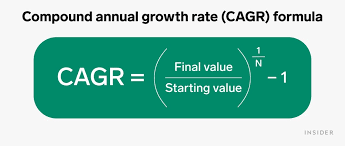 Compound annual growth rate (CAGR) formula
CAGR = (Final value / Starting value)^(1/N) - 1
INSIDER